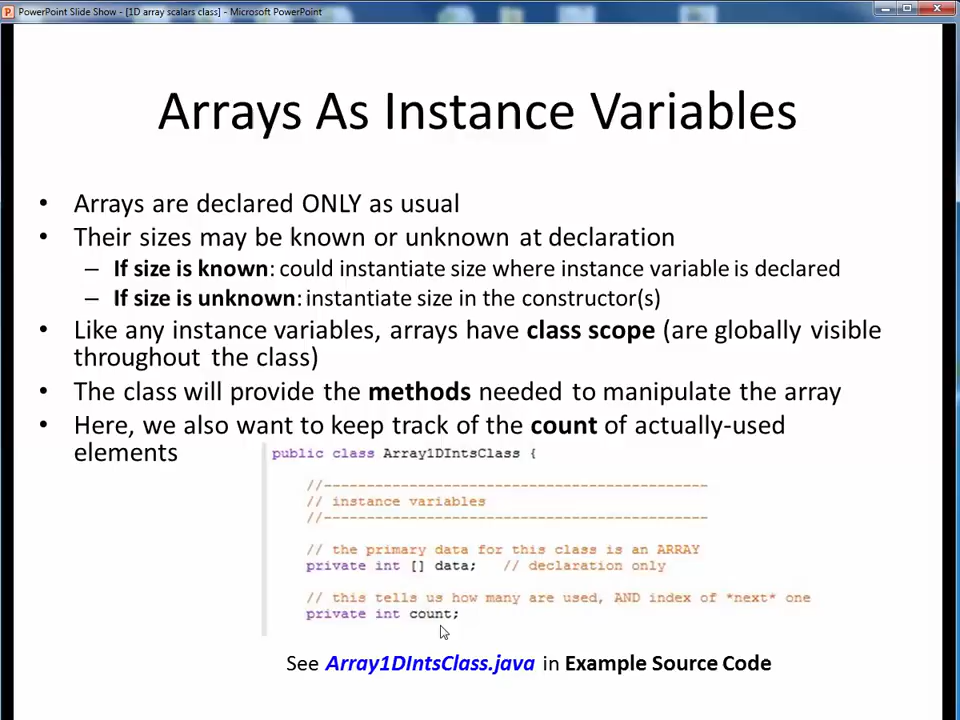 PowerPoint Slide Show - [1D array scalars class] - Microsoft PowerPoint
Arrays As Instance Variables
• Arrays are declared ONLY as usual
• Their sizes may be known or unknown at declaration
– If size is known: could instantiate size where instance variable is declared
– If size is unknown: instantiate size in the constructor(s)
• Like any instance variables, arrays have class scope (are globally visible
throughout the class)
• The class will provide the methods needed to manipulate the array
• Here, we also want to keep track of the count of actually-used
elements
public class Array1DIntsClass {
//---------------------------------------------
// instance variables
//---------------------------------------------
// the primary data for this class is an ARRAY
private int [] data;   // declaration only
// this tells us how many are used, AND index of *next* one
private int count;
See Array1DIntsClass.java in Example Source Code